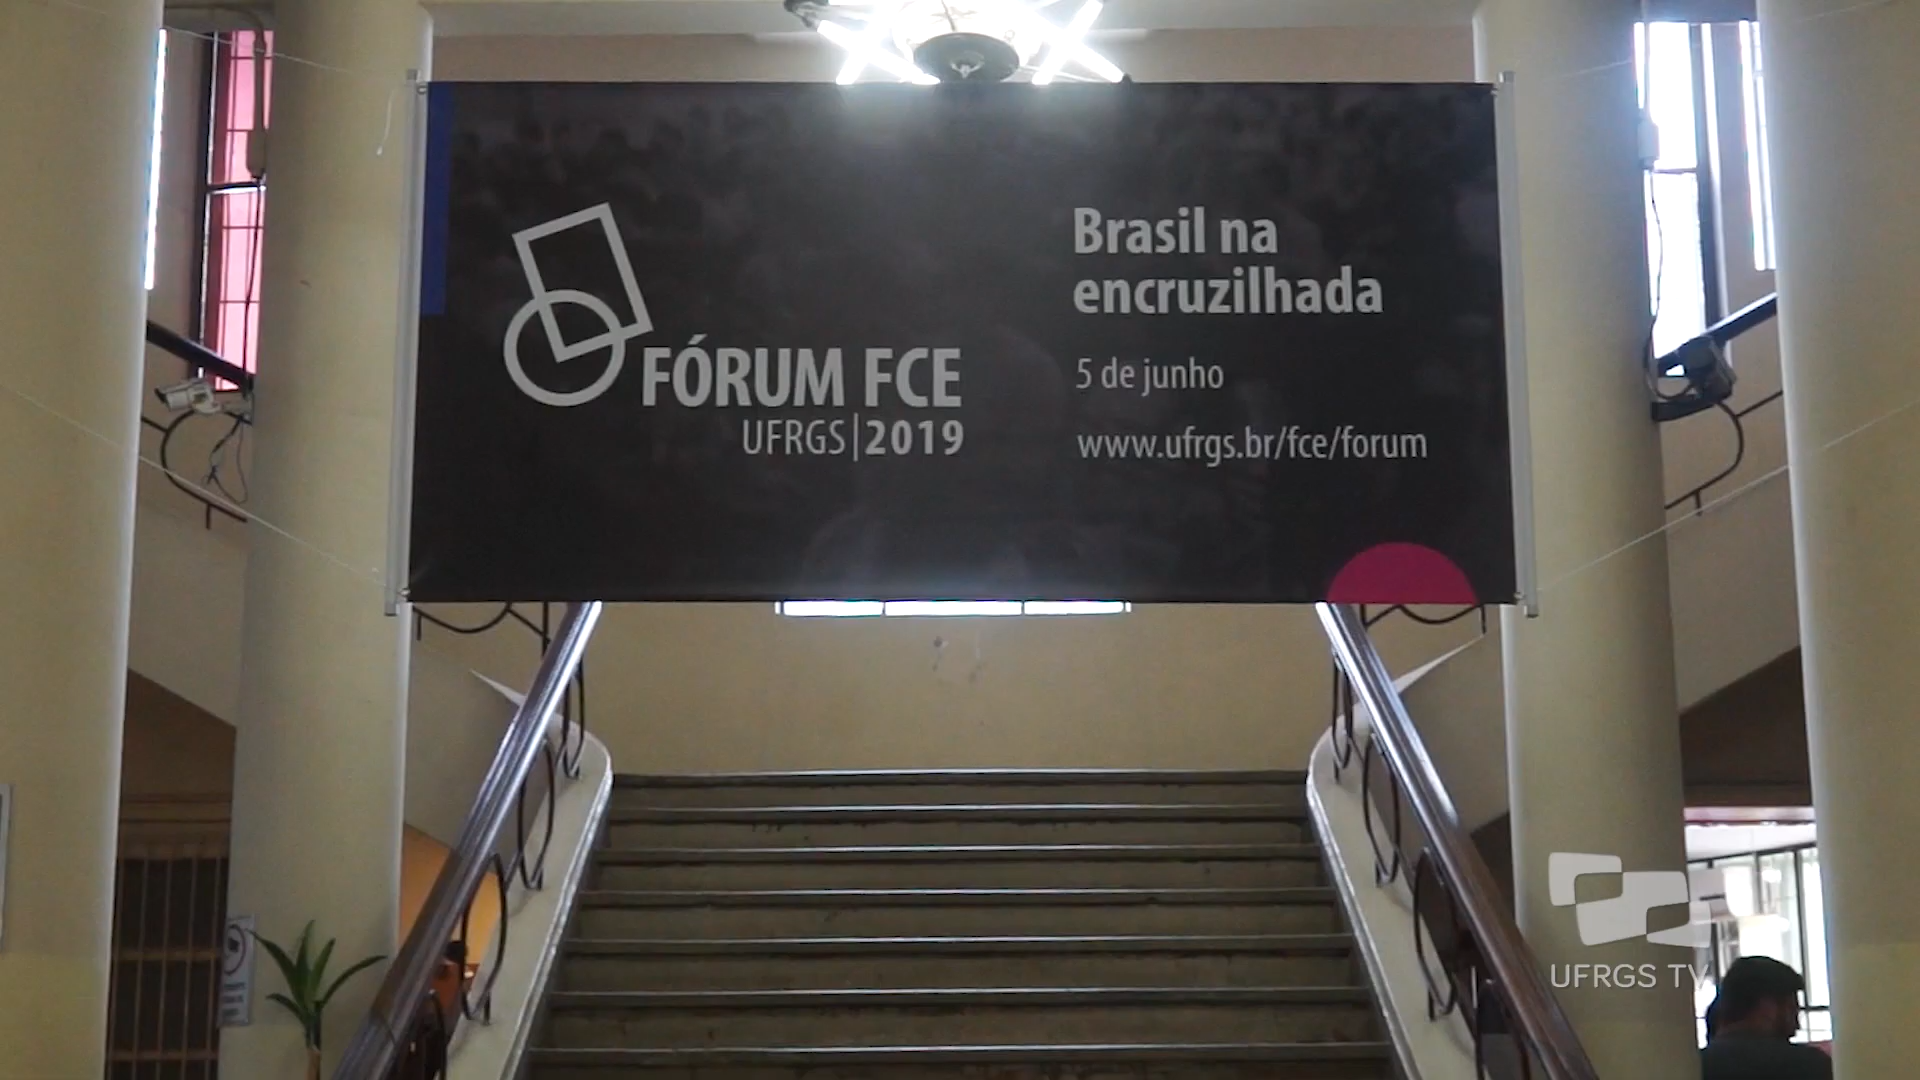 FÓRUM FCE
UFRGS|2019
Brasil na
encruzilhada
5 de junho
www.ufrgs.br/fce/forum
UFRGS TV